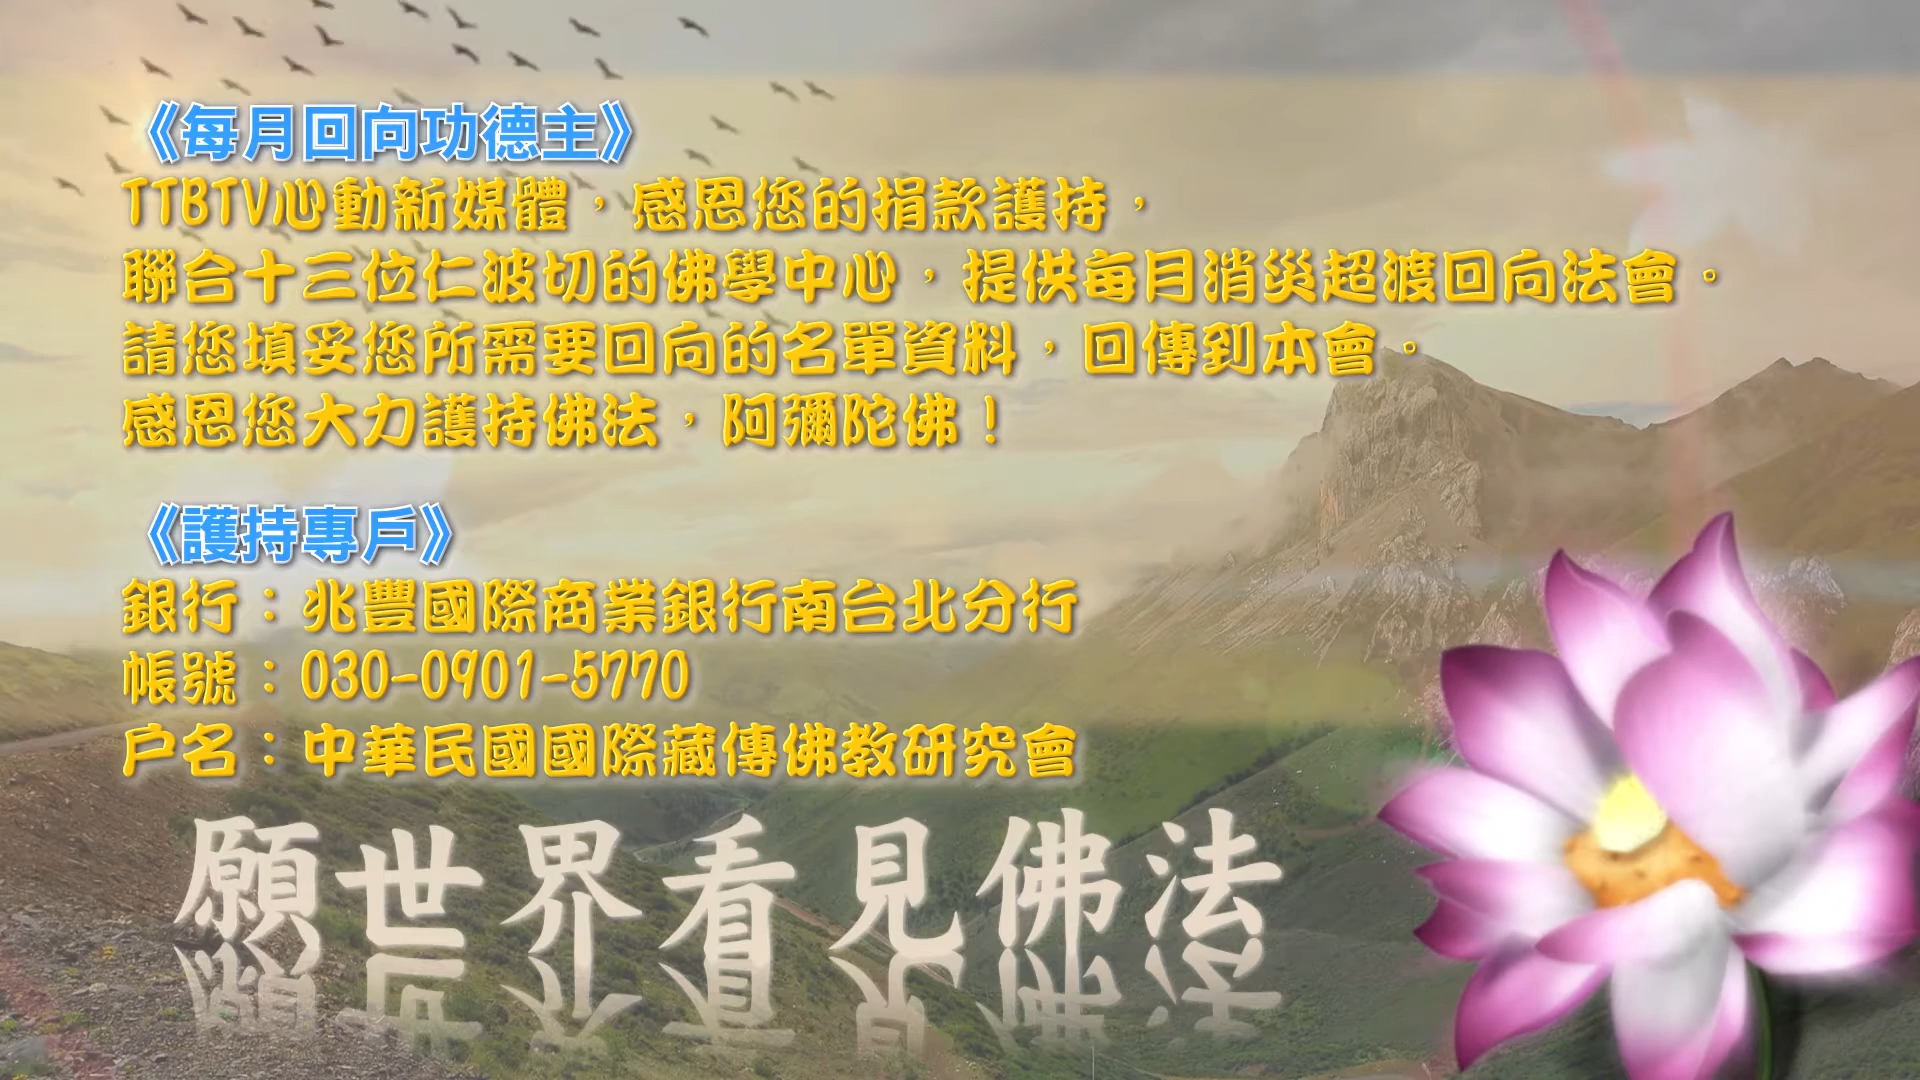 《每月回向功德主》
TTBTV心動新媒體，感恩您的捐款護持，
聯合十三位仁波切的佛學中心，提供每月消災超渡回向法會。
請您填妥您所需要回向的名單資料，回傳到本會。
感恩您大力護持佛法，阿彌陀佛！
《護持專戶》
銀行：兆豐國際商業銀行南台北分行
帳號：030-0901-5770
戶名：中華民國國際藏傳佛教研究會
願世界看見佛法